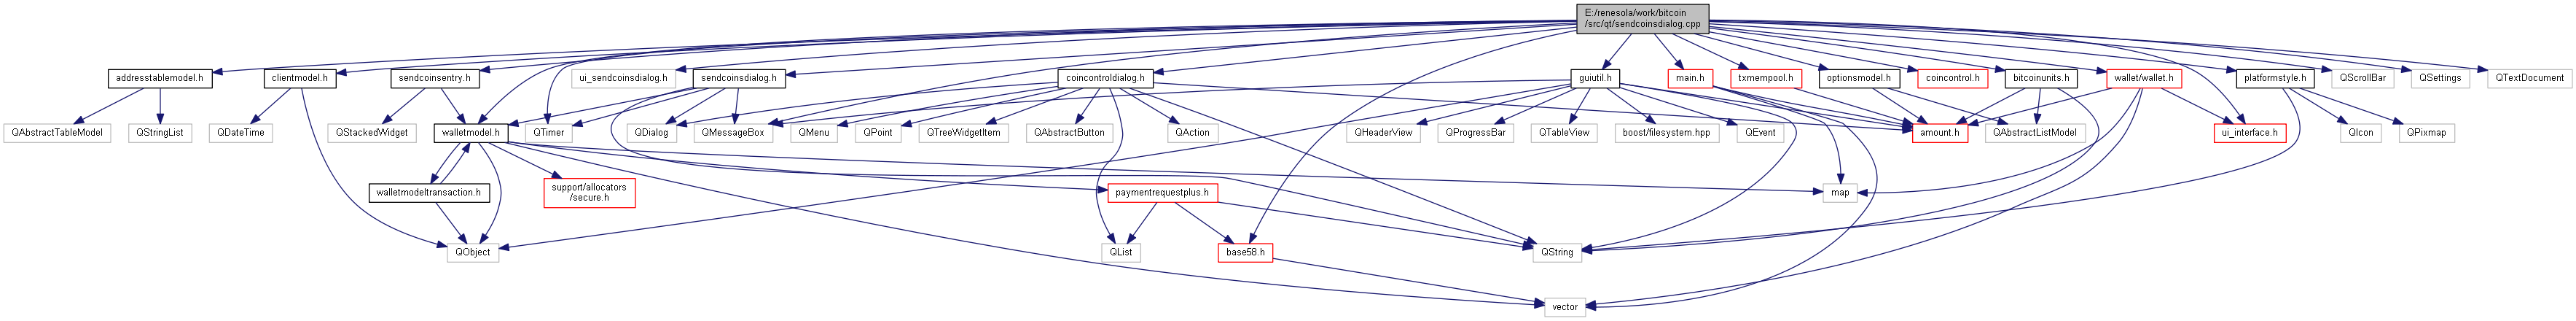 E:/renesola/work/bitcoin
/src/qt/sendcoinsdialog.cpp
addresstablemodel.h
clientmodel.h
sendcoinsentry.h
ui_sendcoinsdialog.h
sendcoinsdialog.h
coincontroldialog.h
guiutil.h
main.h
txmempool.h
optionsmodel.h
coincontrol.h
bitcoinunits.h
wallet/wallet.h
platformstyle.h
QScrollBar
QSettings
QTextDocument
QAbstractTableModel
QStringList
QDateTime
QStackedWidget
walletmodel.h
QTimer
QDialog
QMessageBox
QMenu
QPoint
QTreeWidgetItem
QAbstractButton
QAction
QHeaderView
QProgressBar
QTableView
boost/filesystem.hpp
QEvent
amount.h
QAbstractListModel
ui_interface.h
QIcon
QPixmap
walletmodeltransaction.h
support/allocators
/secure.h
paymentrequestplus.h
map
QObject
QList
base58.h
QString
vector